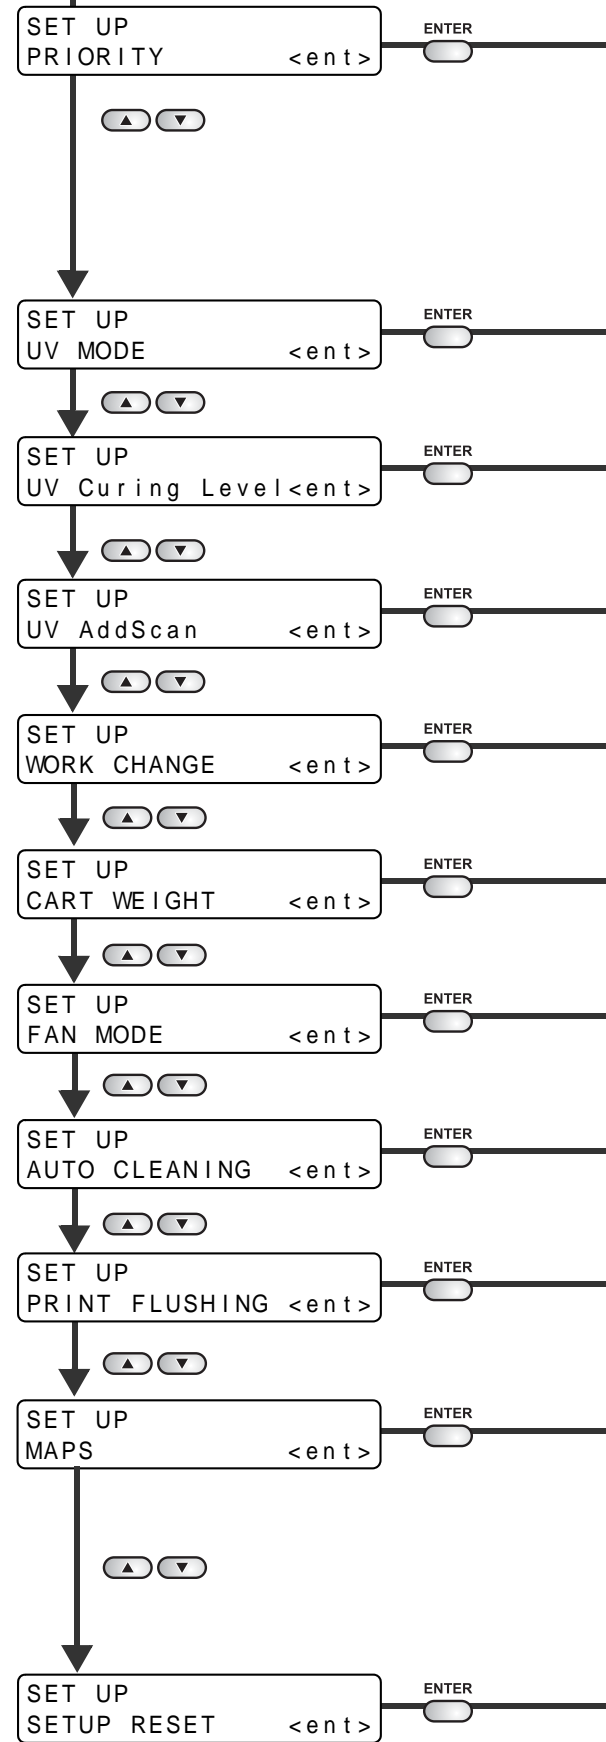 SET UP
PRIORITY <ent>
ENTER
SET UP
UV MODE <ent>
ENTER
SET UP
UV Curing Level<ent>
ENTER
SET UP
UV AddScan <ent>
ENTER
SET UP
WORK CHANGE <ent>
ENTER
SET UP
CART WEIGHT <ent>
ENTER
SET UP
FAN MODE <ent>
ENTER
SET UP
AUTO CLEANING <ent>
ENTER
SET UP
PRINT FLUSHING <ent>
ENTER
SET UP
MAPS <ent>
ENTER
SET UP
SETUP RESET <ent>
ENTER